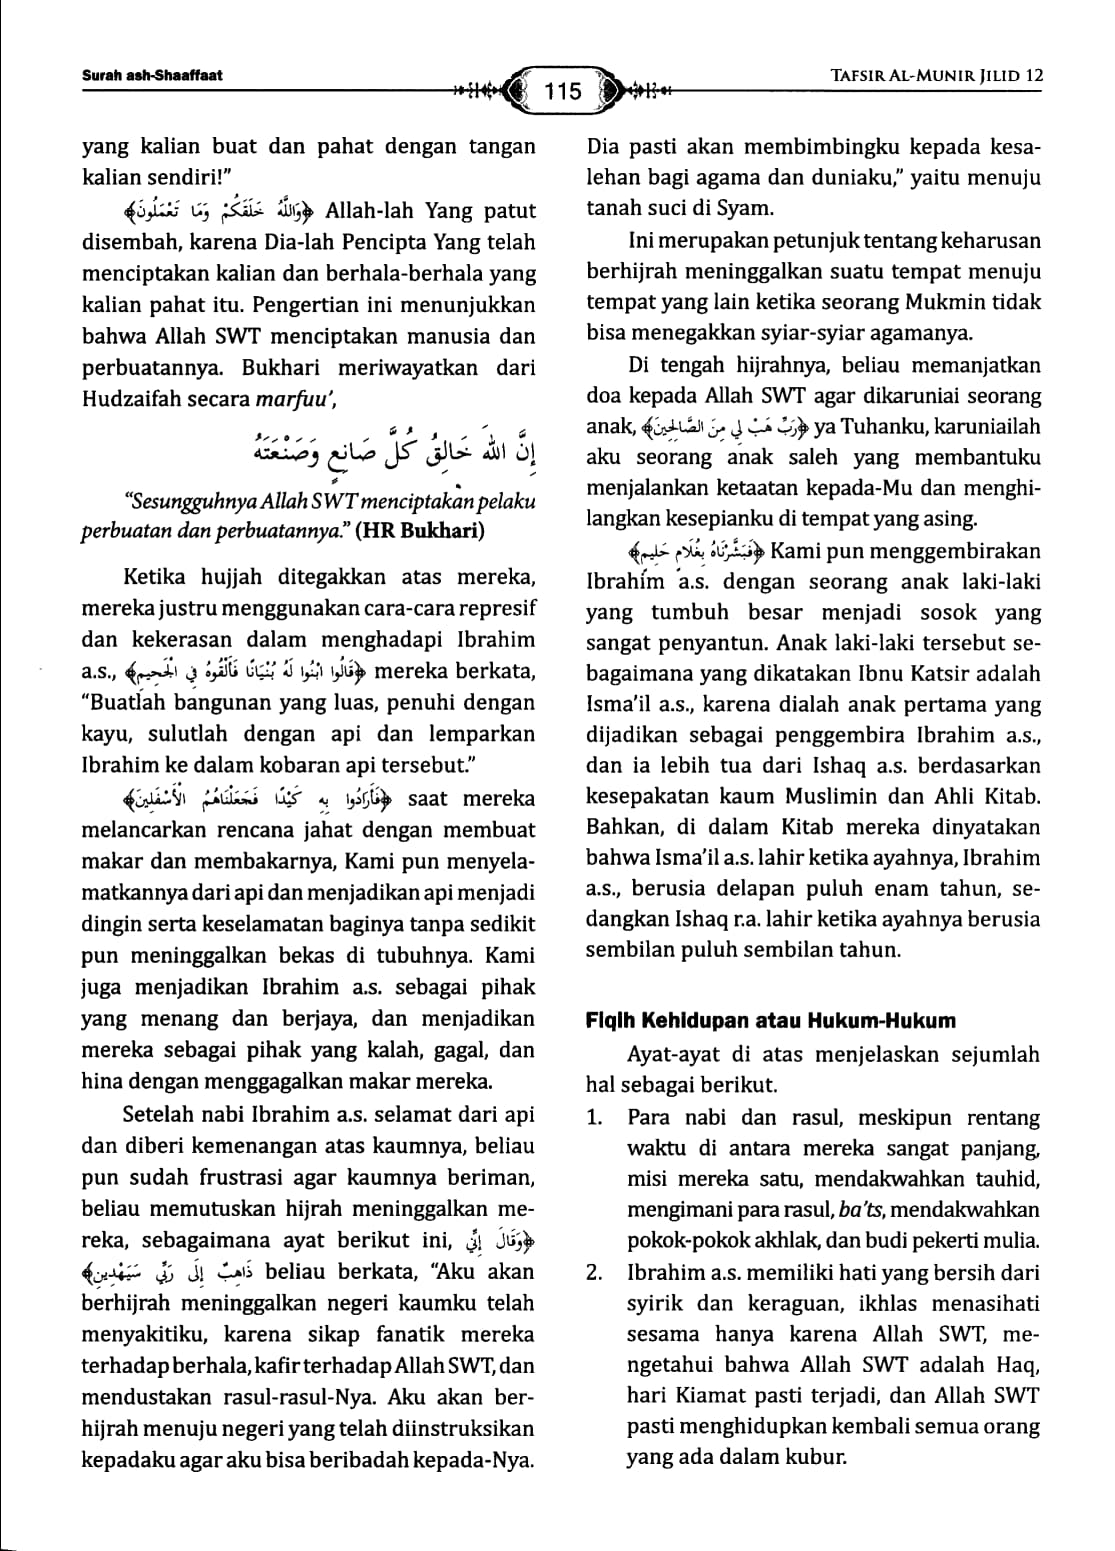 Surah ash-Shaaffaat
115
TAFSIR AL-MUNIR JILID 12
yang kalian buat dan pahat dengan tangan
kalian sendiri!”
﴿وَاللَّهُ خَلَقَكُمْ وَمَا تَعْمَلُونَ﴾ Allah-lah Yang patut
disembah, karena Dia-lah Pencipta Yang telah
menciptakan kalian dan berhala-berhala yang
kalian pahat itu. Pengertian ini menunjukkan
bahwa Allah SWT menciptakan manusia dan
perbuatannya. Bukhari meriwayatkan dari
Hudzaifah secara marfuu’,
إِنَّ اللهَ خَالِقُ كُلِّ صَانِعٍ وَصَنْعَتَهُ
“Sesungguhnya Allah SWT menciptakan pelaku
perbuatan dan perbuatannya.” (HR Bukhari)
Ketika hujjah ditegakkan atas mereka,
mereka justru menggunakan cara-cara represif
dan kekerasan dalam menghadapi Ibrahim
a.s., ﴿قَالُوا ابْنُوا لَهُ بُنْيَانًا فَأَلْقُوهُ فِي الْجَحِيمِ﴾ mereka berkata,
“Buatlah bangunan yang luas, penuhi dengan
kayu, sulutlah dengan api dan lemparkan
Ibrahim ke dalam kobaran api tersebut.”
﴿فَأَرَادُوا بِهِ كَيْدًا فَجَعَلْنَاهُمُ الْأَسْفَلِينَ﴾ saat mereka
melancarkan rencana jahat dengan membuat
makar dan membakarnya, Kami pun menyela-
matkannya dari api dan menjadikan api menjadi
dingin serta keselamatan baginya tanpa sedikit
pun meninggalkan bekas di tubuhnya. Kami
juga menjadikan Ibrahim a.s. sebagai pihak
yang menang dan berjaya, dan menjadikan
mereka sebagai pihak yang kalah, gagal, dan
hina dengan menggagalkan makar mereka.
Setelah nabi Ibrahim a.s. selamat dari api
dan diberi kemenangan atas kaumnya, beliau
pun sudah frustrasi agar kaumnya beriman,
beliau memutuskan hijrah meninggalkan me-
reka, sebagaimana ayat berikut ini, ﴿وَقَالَ إِنِّي
ذَاهِبٌ إِلَى رَبِّي سَيَهْدِينِ﴾ beliau berkata, “Aku akan
berhijrah meninggalkan negeri kaumku telah
menyakitiku, karena sikap fanatik mereka
terhadap berhala, kafir terhadap Allah SWT, dan
mendustakan rasul-rasul-Nya. Aku akan ber-
hijrah menuju negeri yang telah diinstruksikan
kepadaku agar aku bisa beribadah kepada-Nya.
Dia pasti akan membimbingku kepada kesa-
lehan bagi agama dan duniaku,” yaitu menuju
tanah suci di Syam.
Ini merupakan petunjuk tentang keharusan
berhijrah meninggalkan suatu tempat menuju
tempat yang lain ketika seorang Mukmin tidak
bisa menegakkan syiar-syiar agamanya.
Di tengah hijrahnya, beliau memanjatkan
doa kepada Allah SWT agar dikaruniai seorang
anak, ﴿رَبِّ هَبْ لِي مِنَ الصَّالِحِينَ﴾ ya Tuhanku, karuniailah
aku seorang anak saleh yang membantuku
menjalankan ketaatan kepada-Mu dan menghi-
langkan kesepianku di tempat yang asing.
﴿فَبَشَّرْنَاهُ بِغُلَامٍ حَلِيمٍ﴾ Kami pun menggembirakan
Ibrahim a.s. dengan seorang anak laki-laki
yang tumbuh besar menjadi sosok yang
sangat penyantun. Anak laki-laki tersebut se-
bagaimana yang dikatakan Ibnu Katsir adalah
Isma’il a.s., karena dialah anak pertama yang
dijadikan sebagai penggembira Ibrahim a.s.,
dan ia lebih tua dari Ishaq a.s. berdasarkan
kesepakatan kaum Muslimin dan Ahli Kitab.
Bahkan, di dalam Kitab mereka dinyatakan
bahwa Isma’il a.s. lahir ketika ayahnya, Ibrahim
a.s., berusia delapan puluh enam tahun, se-
dangkan Ishaq r.a. lahir ketika ayahnya berusia
sembilan puluh sembilan tahun.
Fiqih Kehidupan atau Hukum-Hukum
Ayat-ayat di atas menjelaskan sejumlah
hal sebagai berikut.
1. Para nabi dan rasul, meskipun rentang
waktu di antara mereka sangat panjang,
misi mereka satu, mendakwahkan tauhid,
mengimani para rasul, ba’ts, mendakwahkan
pokok-pokok akhlak, dan budi pekerti mulia.
2. Ibrahim a.s. memiliki hati yang bersih dari
syirik dan keraguan, ikhlas menasihati
sesama hanya karena Allah SWT, me-
ngetahui bahwa Allah SWT adalah Haq,
hari Kiamat pasti terjadi, dan Allah SWT
pasti menghidupkan kembali semua orang
yang ada dalam kubur.